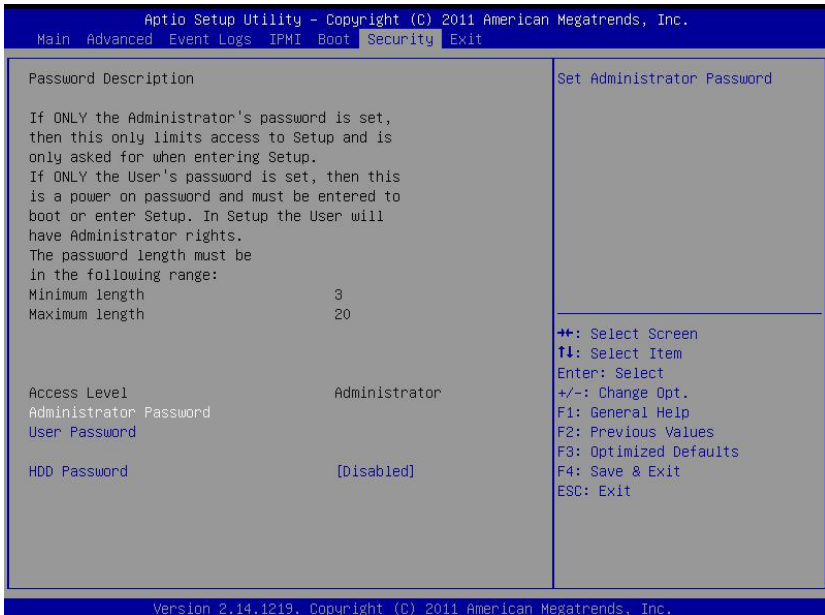 Aptio Setup Utility – Copyright (C) 2011 American Megatrends, Inc.
Main Advanced Event Logs IPMI Boot Security Exit
Password Description
If ONLY the Administrator's password is set,
then this only limits access to Setup and is
only asked for when entering Setup.
If ONLY the User's password is set, then this
is a power on password and must be entered to
boot or enter Setup. In Setup the User will
have Administrator rights.
The password length must be
in the following range:
Minimum length 3
Maximum length 20
Access Level Administrator
Administrator Password
User Password
HDD Password [Disabled]
Set Administrator Password
→←: Select Screen
↑↓: Select Item
Enter: Select
+/-: Change Opt.
F1: General Help
F2: Previous Values
F3: Optimized Defaults
F4: Save & Exit
ESC: Exit
Version 2.14.1219. Copyright (C) 2011 American Megatrends, Inc.